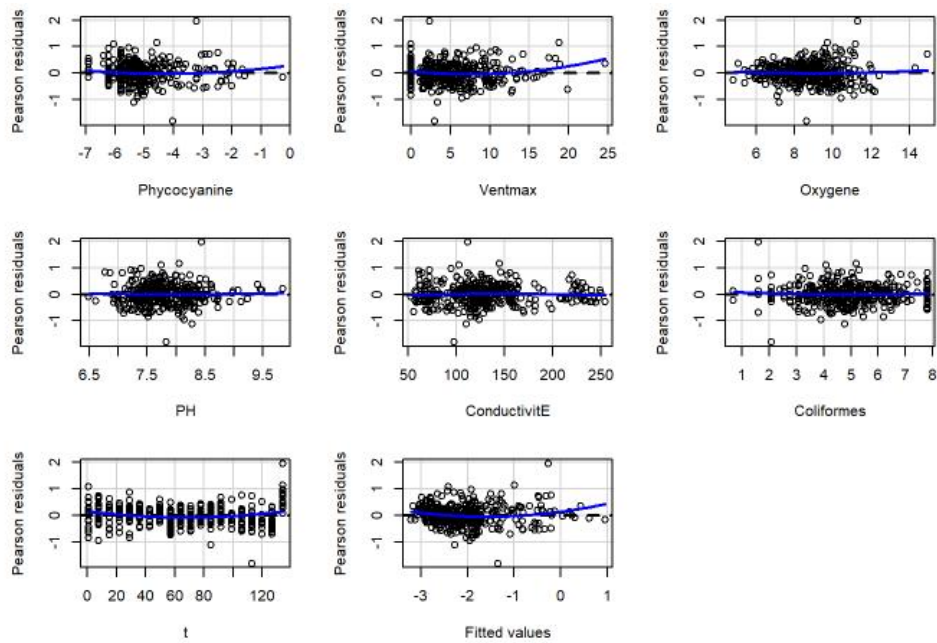 Pearson residuals
-1 0 1 2
-7 -6 -5 -4 -3 -2 -1 0
Phycocyanine
Pearson residuals
-1 0 1 2
0 5 10 15 20 25
Ventmax
Pearson residuals
-1 0 1 2
6 8 10 12 14
Oxygene
Pearson residuals
-1 0 1 2
6.5 7.5 8.5 9.5
PH
Pearson residuals
-1 0 1 2
50 100 150 200 250
ConductivitE
Pearson residuals
-1 0 1 2
1 2 3 4 5 6 7 8
Coliformes
Pearson residuals
-1 0 1 2
0 20 40 60 80 120
t
Pearson residuals
-1 0 1 2
-3 -2 -1 0 1
Fitted values